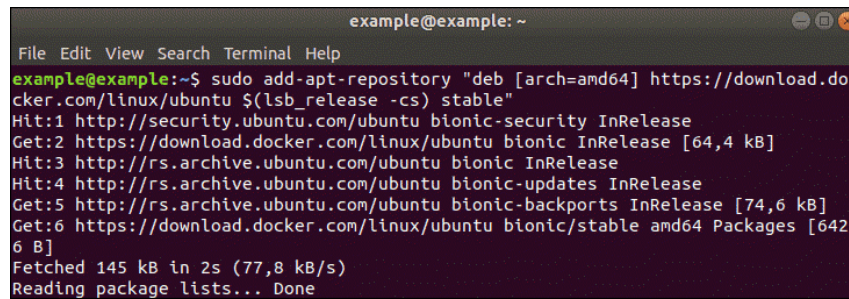 example@example: ~
File Edit View Search Terminal Help
example@example:~$ sudo add-apt-repository "deb [arch=amd64] https://download.do
cker.com/linux/ubuntu $(lsb_release -cs) stable"
Hit:1 http://security.ubuntu.com/ubuntu bionic-security InRelease
Get:2 https://download.docker.com/linux/ubuntu bionic InRelease [64,4 kB]
Hit:3 http://rs.archive.ubuntu.com/ubuntu bionic InRelease
Hit:4 http://rs.archive.ubuntu.com/ubuntu bionic-updates InRelease
Get:5 http://rs.archive.ubuntu.com/ubuntu bionic-backports InRelease [74,6 kB]
Get:6 https://download.docker.com/linux/ubuntu bionic/stable amd64 Packages [642
6 B]
Fetched 145 kB in 2s (77,8 kB/s)
Reading package lists... Done